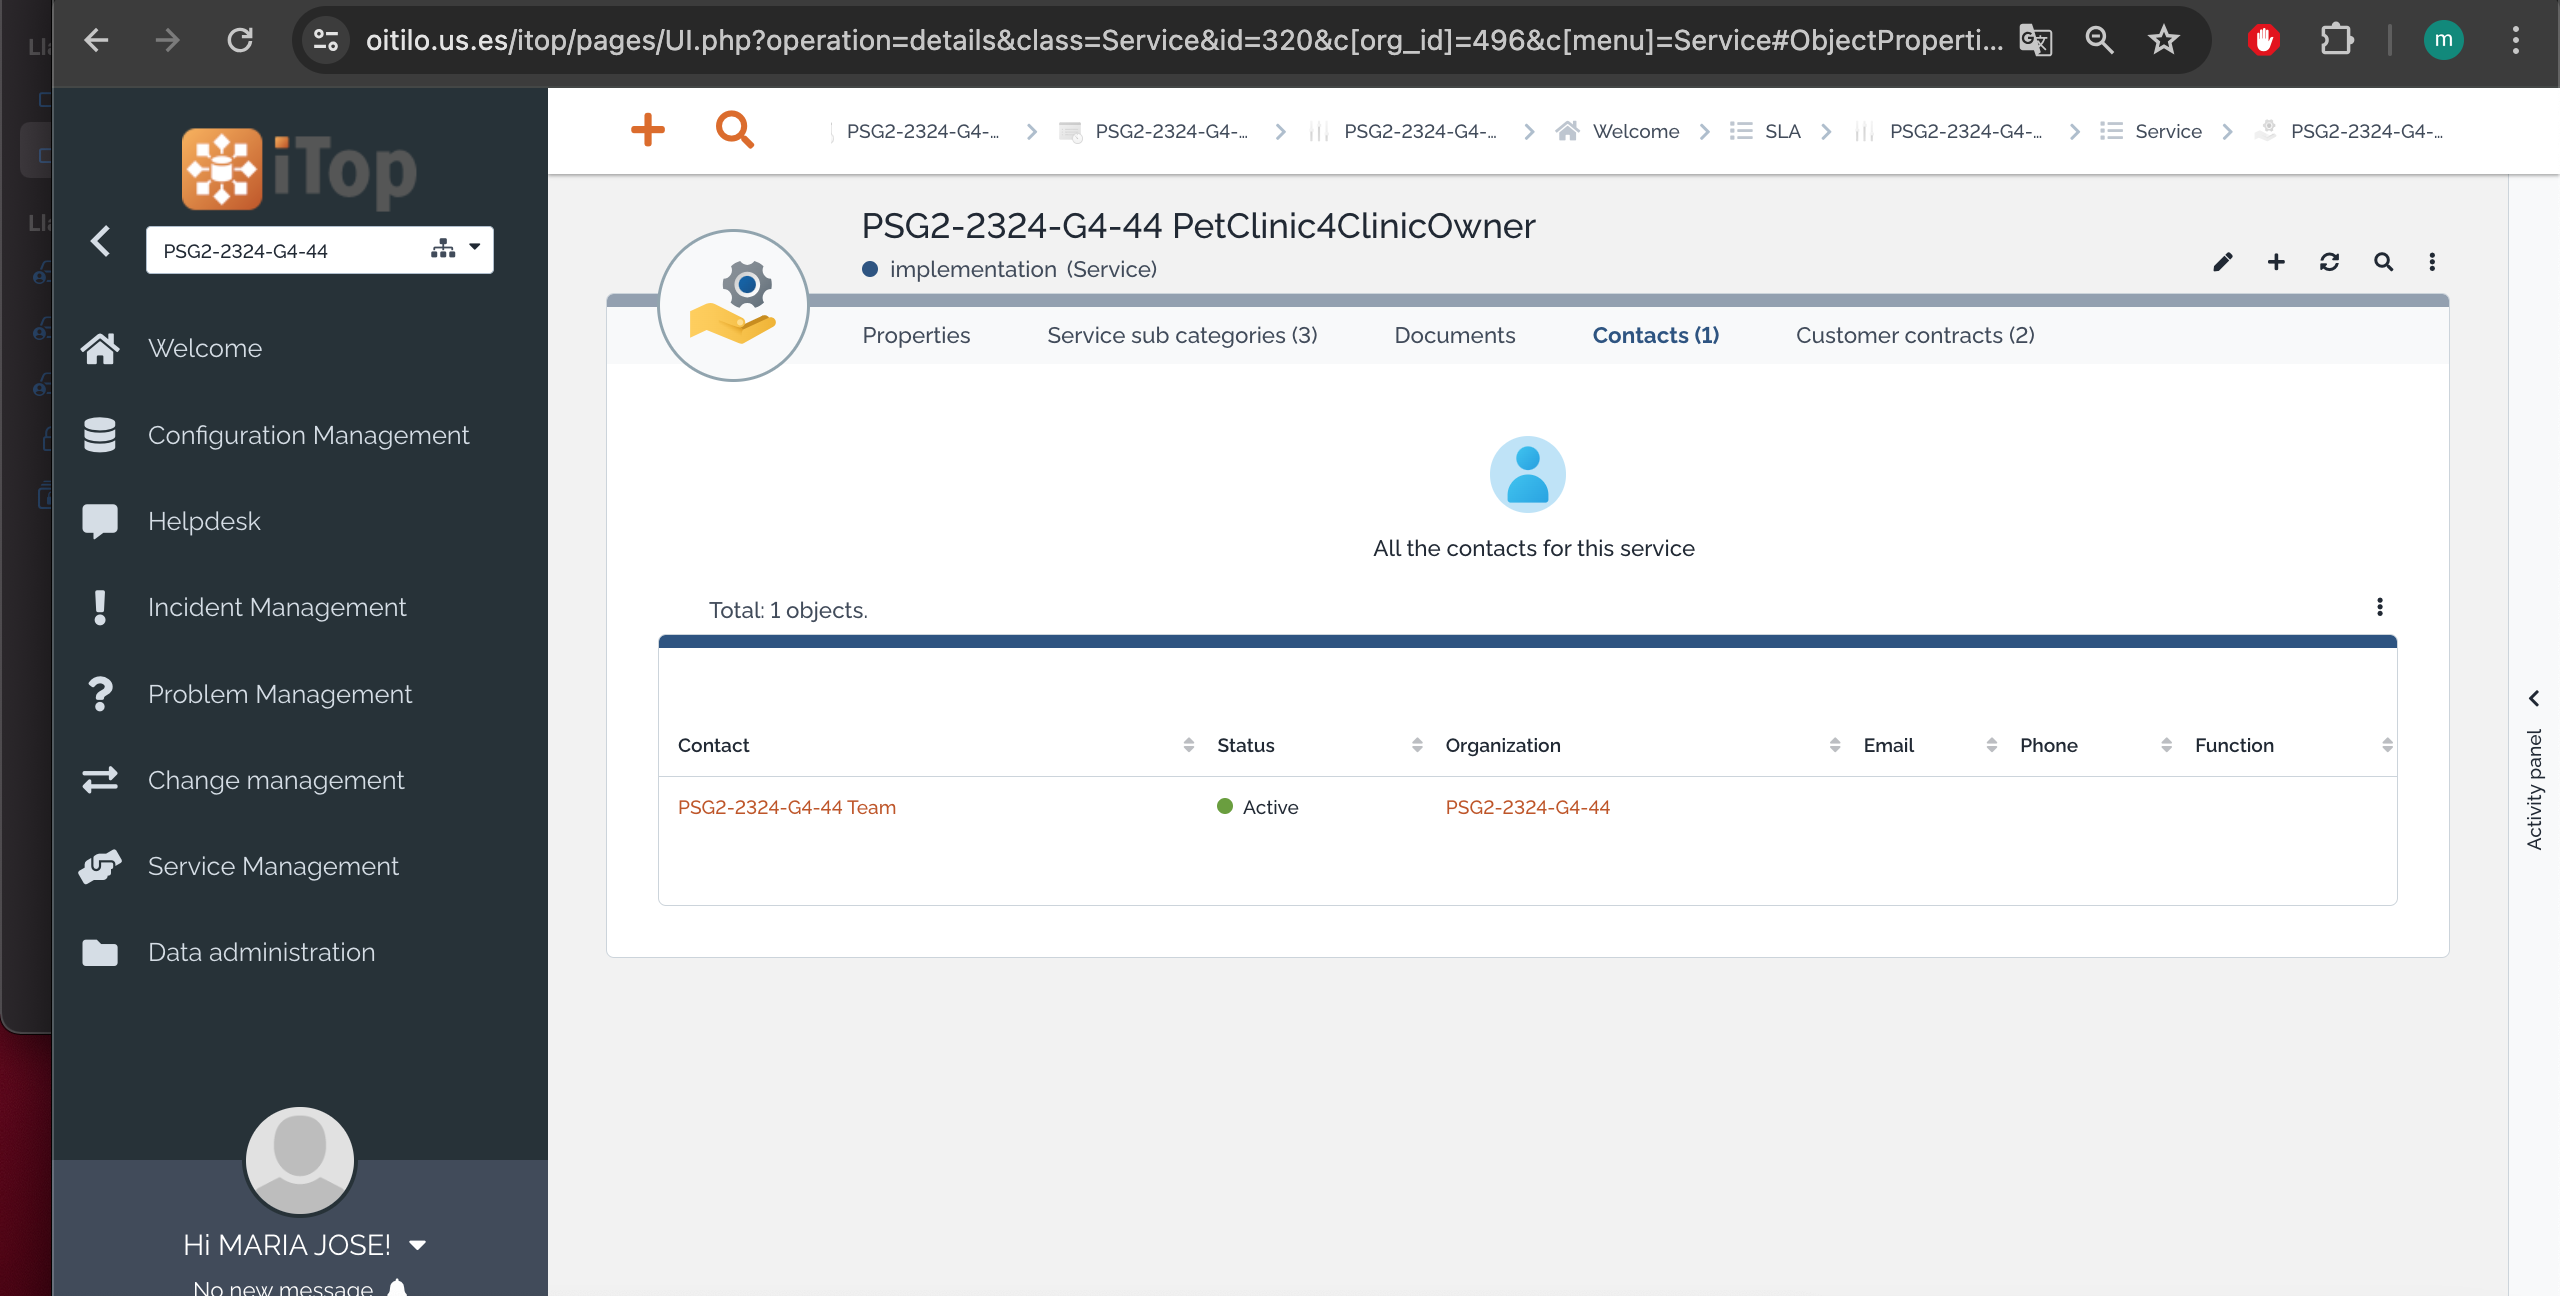 oitilo.us.es/itop/pages/UI.php?operation=details&class=Service&id=320&c[org_id]=496&c[menu]=Service#ObjectProperti...
m
iTop
PSG2-2324-G4-44
Welcome
Configuration Management
Helpdesk
Incident Management
Problem Management
Change management
Service Management
Data administration
Hi MARIA JOSE!
No new message
PSG2-2324-G4-...
PSG2-2324-G4-...
PSG2-2324-G4-...
Welcome
SLA
PSG2-2324-G4-...
Service
PSG2-2324-G4-...
PSG2-2324-G4-44 PetClinic4ClinicOwner
implementation (Service)
Properties
Service sub categories (3)
Documents
Contacts (1)
Customer contracts (2)
All the contacts for this service
Total: 1 objects.
Contact Status Organization Email Phone Function
PSG2-2324-G4-44 Team Active PSG2-2324-G4-44
Activity panel